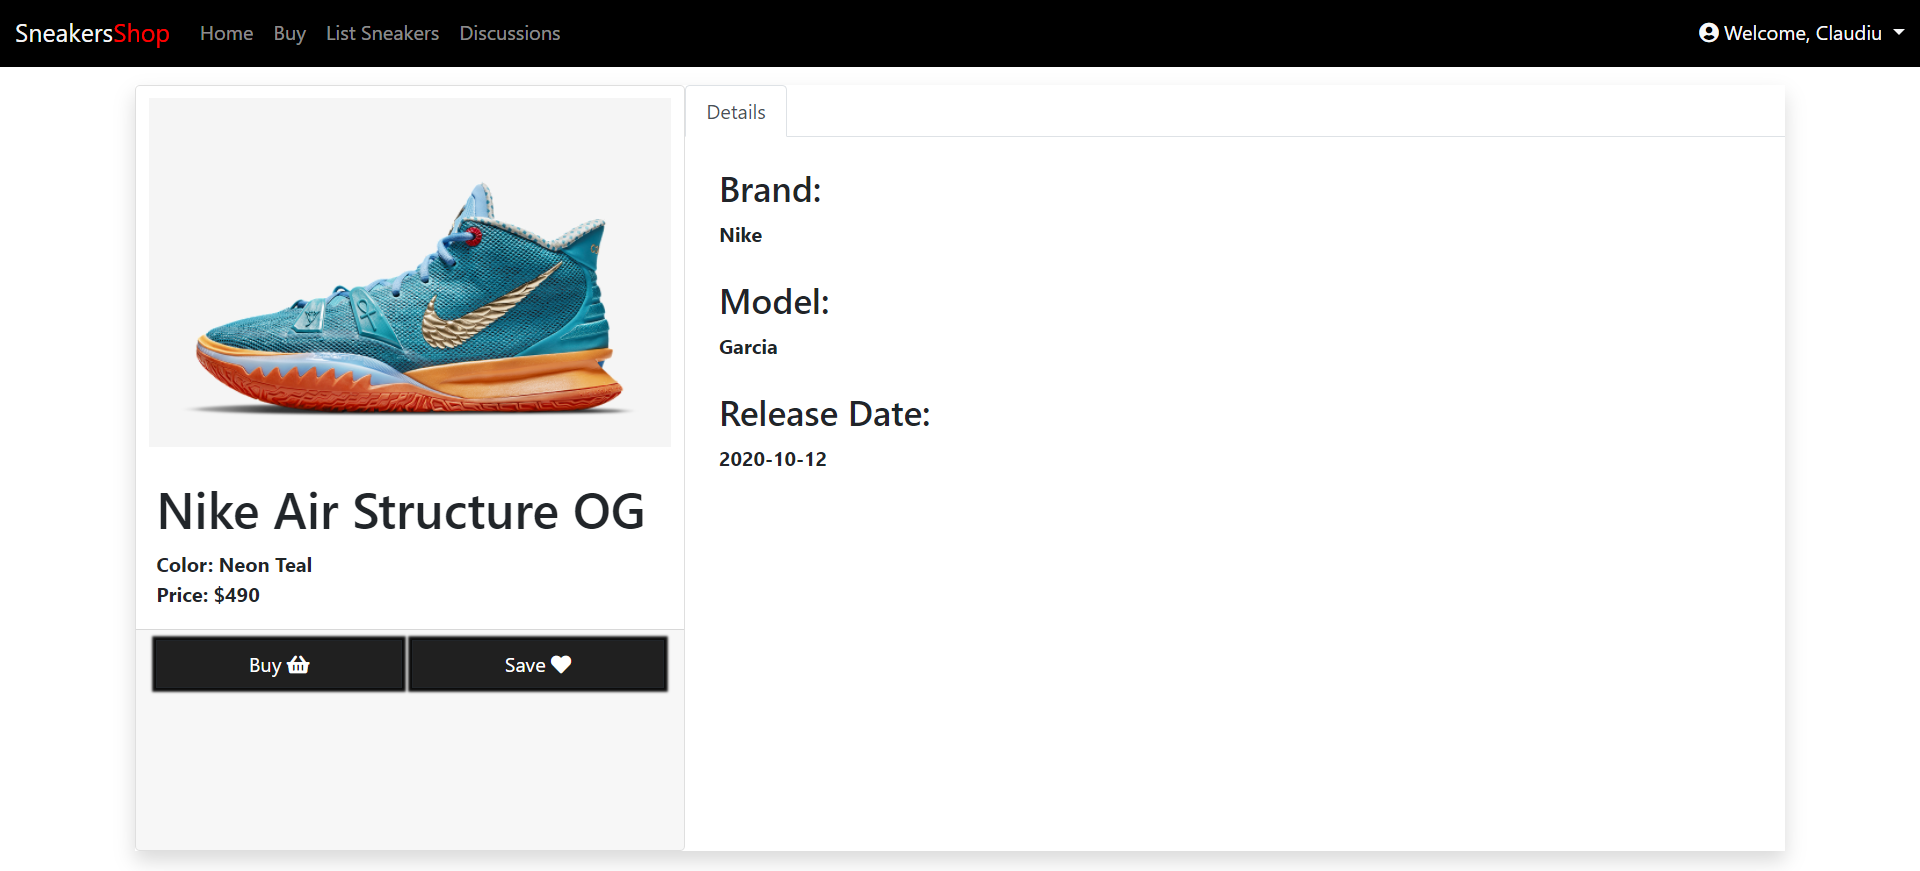 SneakersShop Home Buy List Sneakers Discussions Welcome, Claudiu
Details
Brand:
Nike
Model:
Garcia
Release Date:
2020-10-12
Nike Air Structure OG
Color: Neon Teal
Price: $490
Buy Save